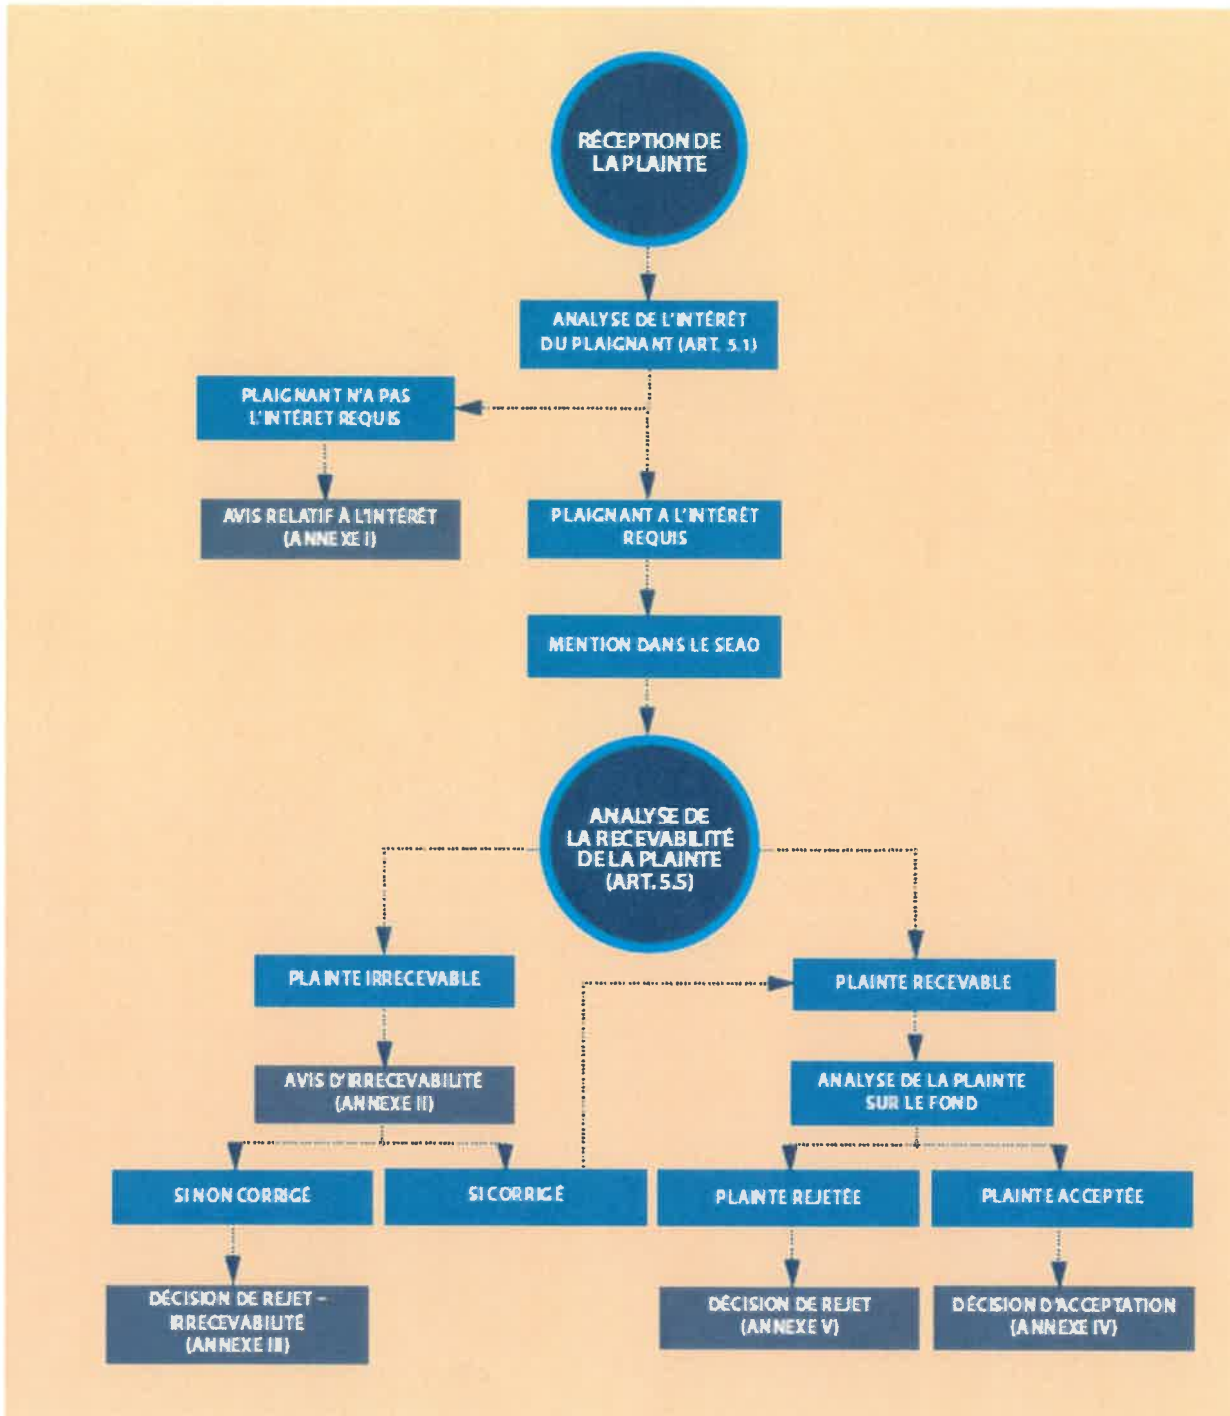 RÉCEPTION DE
LA PLAINTE
ANALYSE DE L'INTÉRÊT
DU PLAIGNANT (ART. 5.1)
PLAIGNANT N'A PAS
L'INTÉRET REQUIS
AVIS RELATIF À L'INTÉRÊT
(ANNEXE I)
PLAIGNANT A L'INTÉRET
REQUIS
MENTION DANS LE SEAO
ANALYSE DE
LA RECEVABILITÉ
DE LA PLAINTE
(ART. 5.5)
PLAINTE IRRECEVABLE
PLAINTE RECEVABLE
AVIS D'IRRECEVABILITÉ
(ANNEXE II)
ANALYSE DE LA PLAINTE
SUR LE FOND
SI NON CORRIGÉ
SI CORRIGÉ
PLAINTE REJETÉE
PLAINTE ACCEPTÉE
DÉCISION DE REJET –
IRRECEVABILITÉ
(ANNEXE III)
DÉCISION DE REJET
(ANNEXE V)
DÉCISION D'ACCEPTATION
(ANNEXE IV)